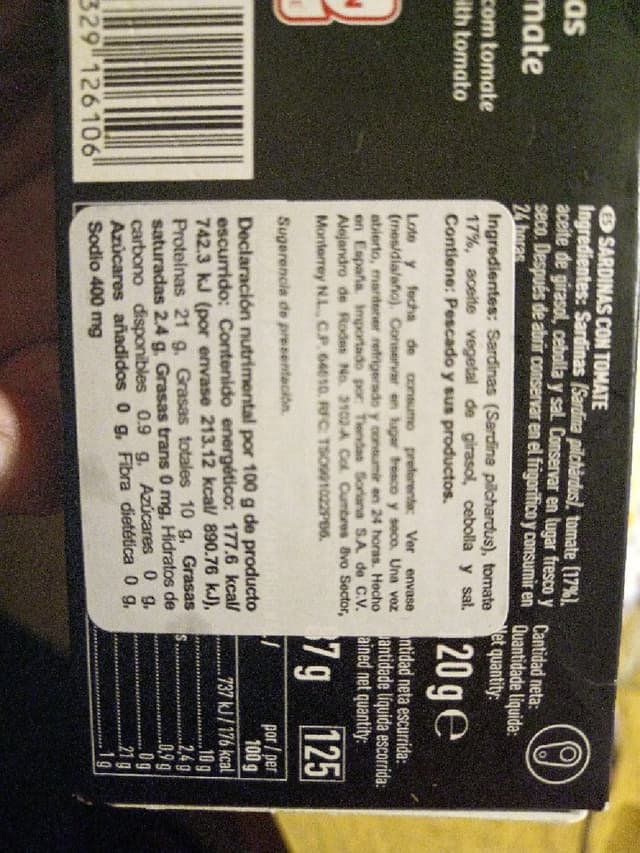 as
mate
com tomate
ith tomato
329 126106
ES SARDINAS CON TOMATE
Ingredientes: Sardinas (Sardina pilchardus), tomate (17%),
aceite de girasol, cebolla y sal. Conservar en lugar fresco y
seco. Después de abrir conservar en el frigorífico y consumir en
24 horas.
Ingredientes: Sardinas (Sardina pilchardus), tomate
17%, aceite vegetal de girasol, cebolla y sal.
Contiene: Pescado y sus productos.
Lote y fecha de consumo preferente: Ver envase
(mes/día/año). Conservar en lugar fresco y seco. Una vez
abierto, mantener refrigerado y consumir en 24 horas. Hecho
en España. Importado por: Tiendas Soriana S.A. de C.V.
Alejandro de Rodas No. 3102-A Col. Cumbres 8vo Sector,
Monterrey N.L., C.P. 64610. RFC:
Sugerencia de presentación.
Declaración nutrimental por 100 g de producto
escurrido: Contenido energético: 177.6 kcal/
742.3 kJ (por envase 213.12 kcal/ 890.76 kJ),
Proteínas 21 g. Grasas totales 10 g. Grasas
saturadas 2.4 g. Grasas trans 0 mg, Hidratos de
carbono disponibles 0.9 g. Azúcares 0 g.
Azúcares añadidos 0 g. Fibra dietética 0 g.
Sodio 400 mg
Cantidad neta:
Quantidade líquida:
Net quantity:
20 g e
ntidad neta escurrida:
antidade líquida escorrida:
ained net quantity:
7 g 125
por / per
100 g
737 kJ / 176 kcal
10 g
s 2,4 g
0,9 g
0 g
21 g
1 g